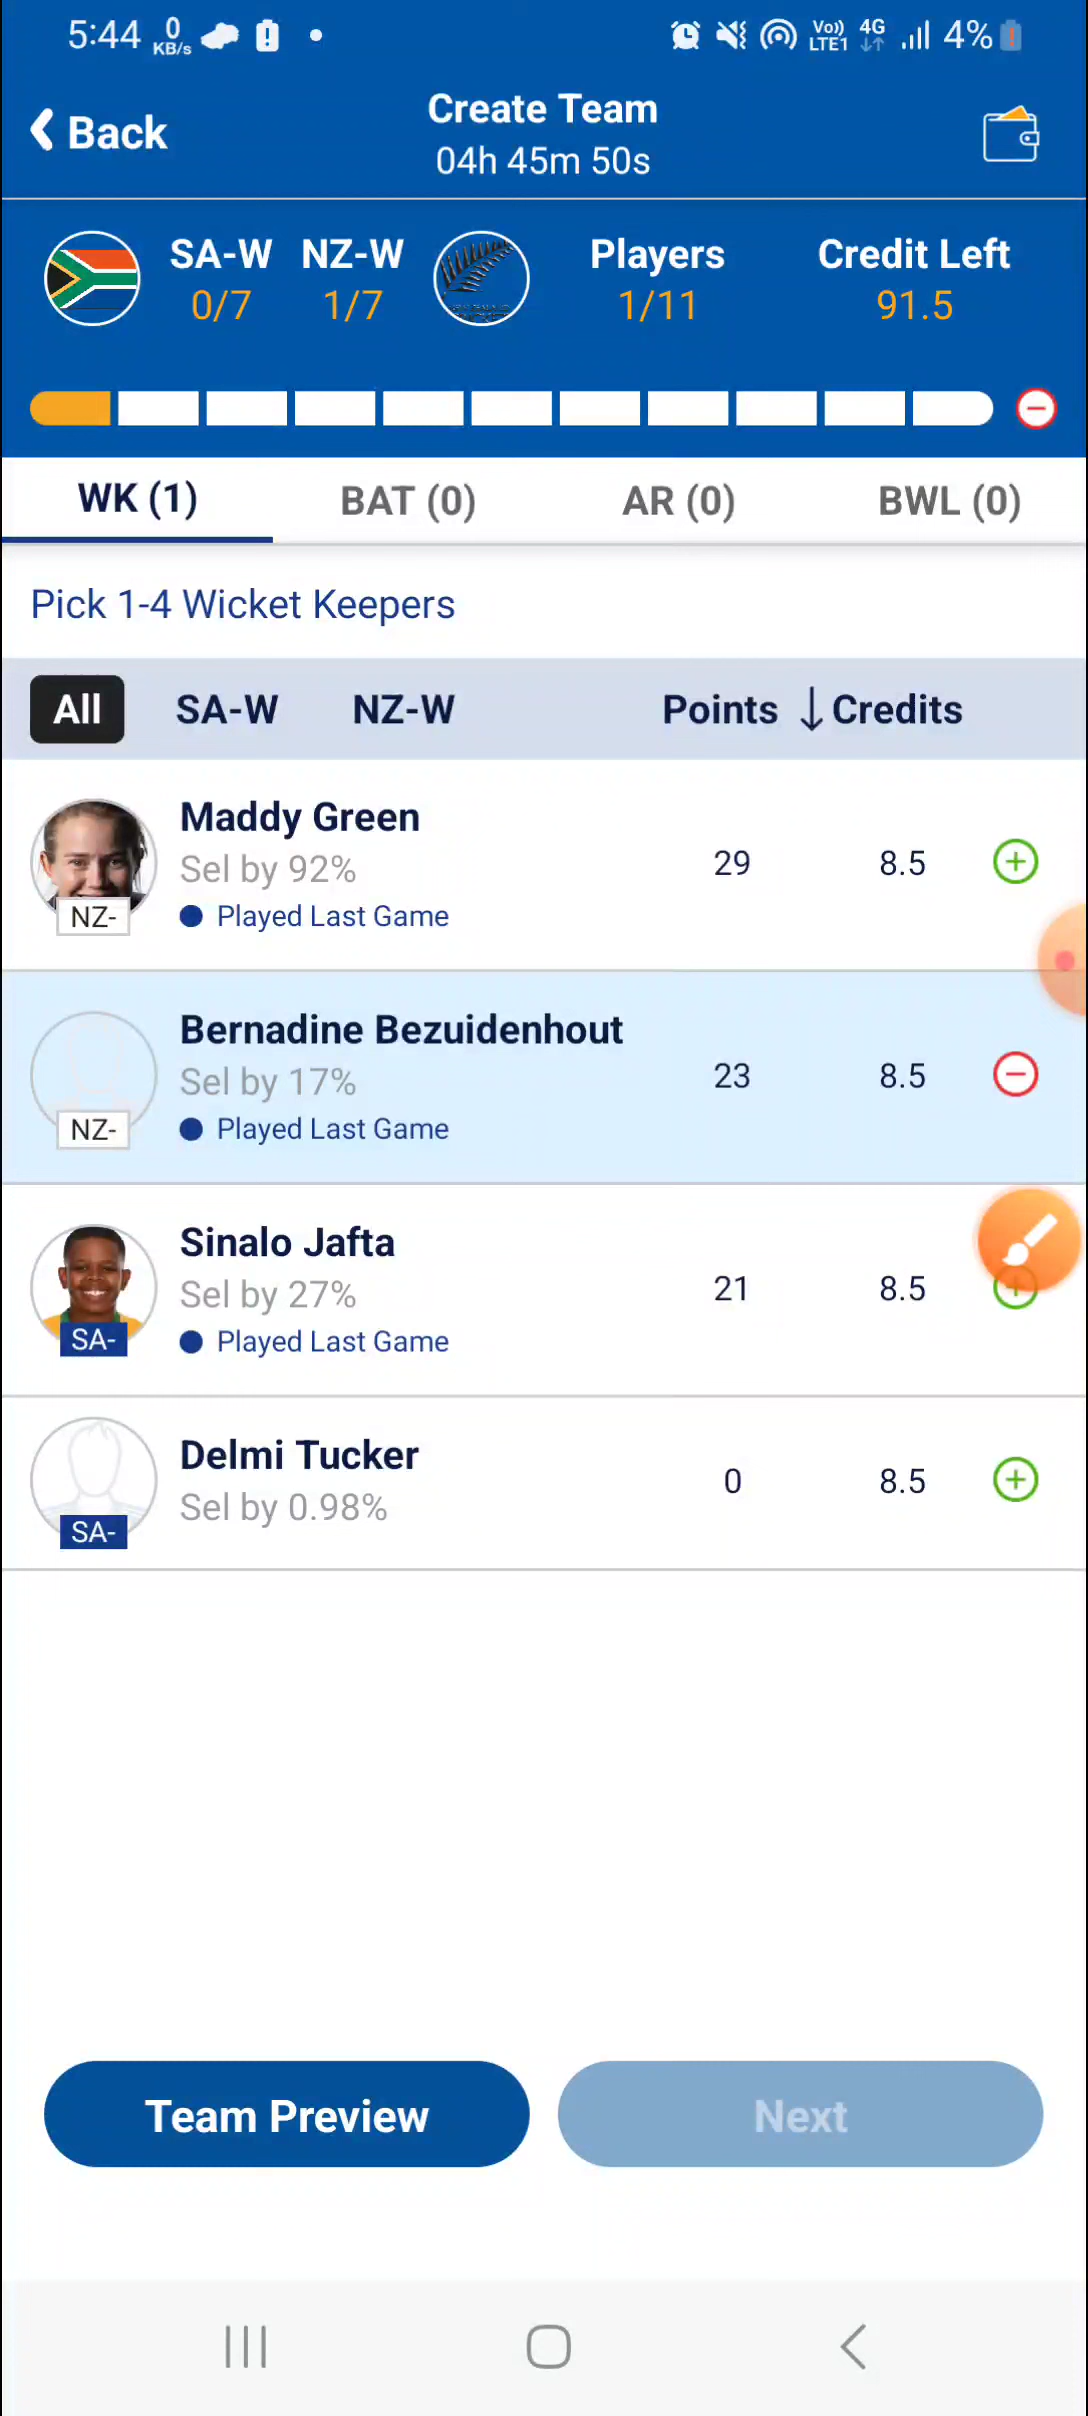 5:44 0 KB/s Vo)) LTE1 4G 4%
Back
Create Team
04h 45m 50s
SA-W NZ-W Players Credit Left
0/7 1/7 1/11 91.5
WK (1) BAT (0) AR (0) BWL (0)
Pick 1-4 Wicket Keepers
All SA-W NZ-W Points ↓ Credits
Maddy Green
Sel by 92% 29 8.5
NZ- Played Last Game
Bernadine Bezuidenhout
Sel by 17% 23 8.5
NZ- Played Last Game
Sinalo Jafta
Sel by 27% 21 8.5
SA- Played Last Game
Delmi Tucker
Sel by 0.98% 0 8.5
SA-
Team Preview Next